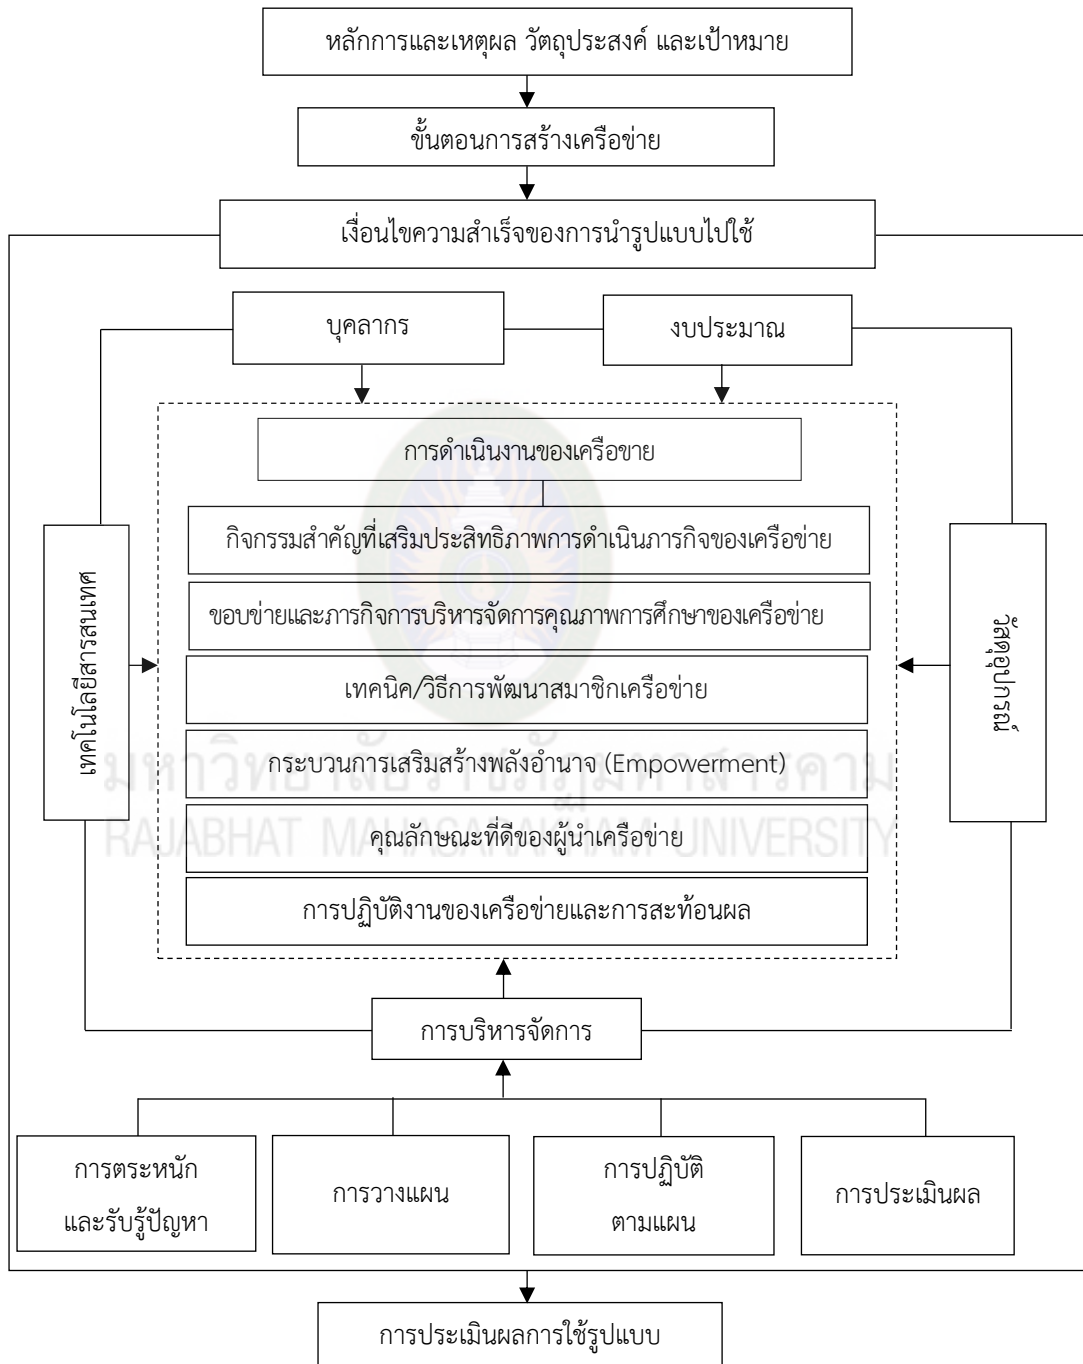 หลักการและเหตุผล วัตถุประสงค์ และเป้าหมาย
ขั้นตอนการสร้างเครือข่าย
เงื่อนไขความสำเร็จของการนำรูปแบบไปใช้
บุคลากร
งบประมาณ
การดำเนินงานของเครือขาย
กิจกรรมสำคัญที่เสริมประสิทธิภาพการดำเนินภารกิจของเครือข่าย
ขอบข่ายและภารกิจการบริหารจัดการคุณภาพการศึกษาของเครือข่าย
เทคนิค/วิธีการพัฒนาสมาชิกเครือข่าย
กระบวนการเสริมสร้างพลังอำนาจ (Empowerment)
คุณลักษณะที่ดีของผู้นำเครือข่าย
การปฏิบัติงานของเครือข่ายและการสะท้อนผล
เทคโนโลยีสารสนเทศ
วัสดุอุปกรณ์
มหาวิทยาลัยราชภัฏมหาสารคาม
RAJABHAT MAHASARAKHAM UNIVERSITY
การบริหารจัดการ
การตระหนัก
และรับรู้ปัญหา
การวางแผน
การปฏิบัติ
ตามแผน
การประเมินผล
การประเมินผลการใช้รูปแบบ